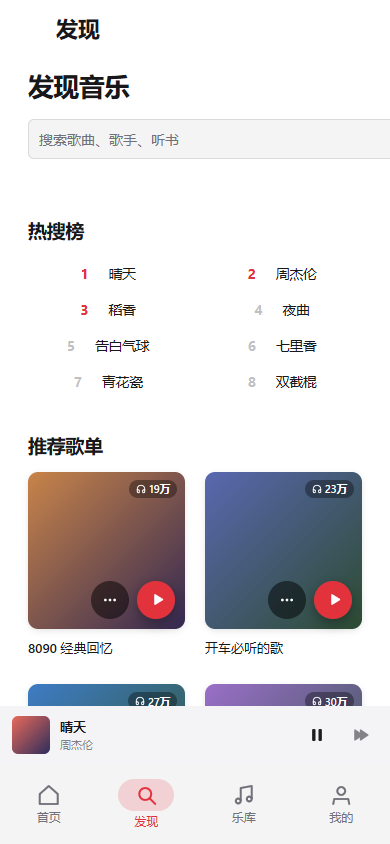 发现
发现音乐
搜索歌曲、歌手、听书
热搜榜
1 晴天 2 周杰伦
3 稻香 4 夜曲
5 告白气球 6 七里香
7 青花瓷 8 双截棍
推荐歌单
19万 23万
8090 经典回忆 开车必听的歌
27万 30万
晴天
周杰伦
首页 发现 乐库 我的